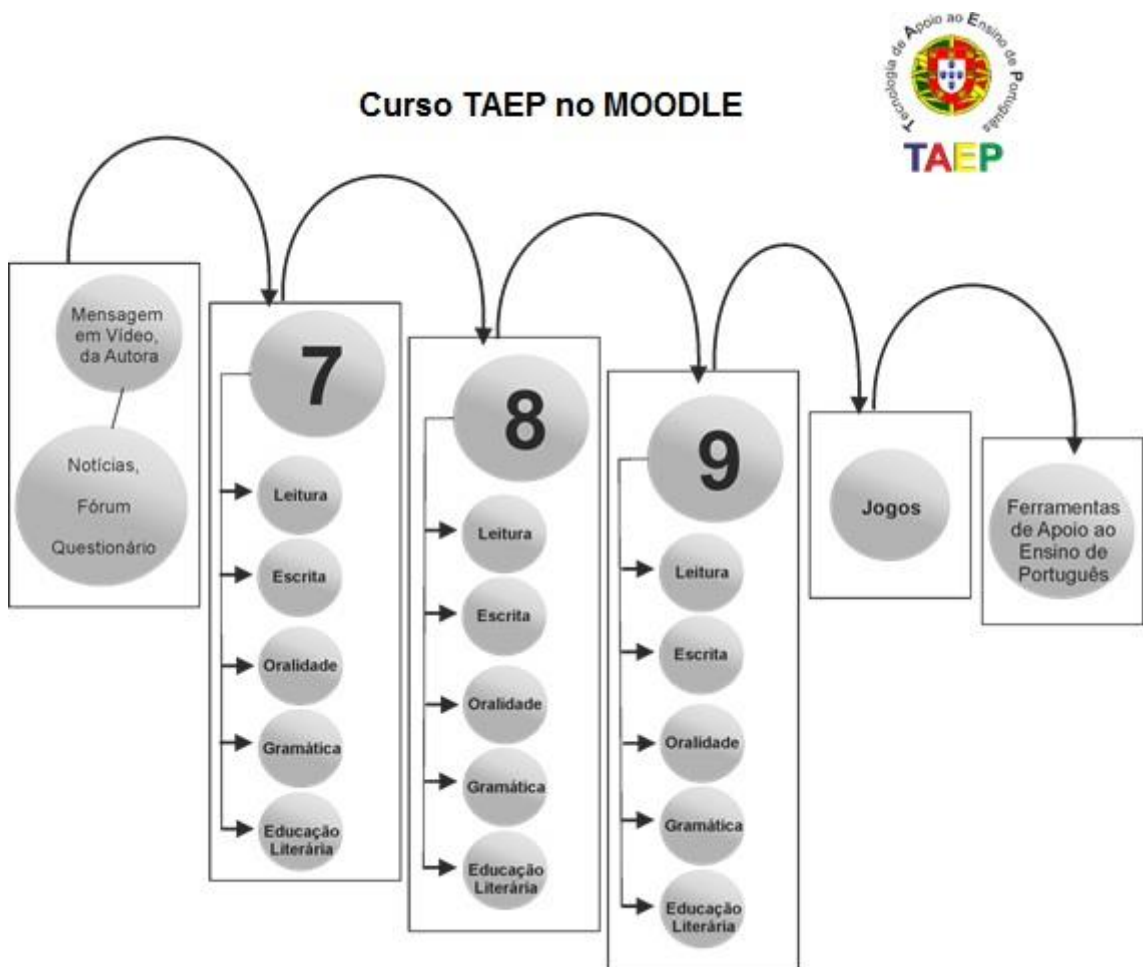 Tecnologia de Apoio ao Ensino de Português
TAEP
Curso TAEP no MOODLE
Mensagem
em Vídeo,
da Autora
Notícias,
Fórum
Questionário
7
Leitura
Escrita
Oralidade
Gramática
Educação
Literária
8
Leitura
Escrita
Oralidade
Gramática
Educação
Literária
9
Leitura
Escrita
Oralidade
Gramática
Educação
Literária
Jogos
Ferramentas
de Apoio ao
Ensino de
Português